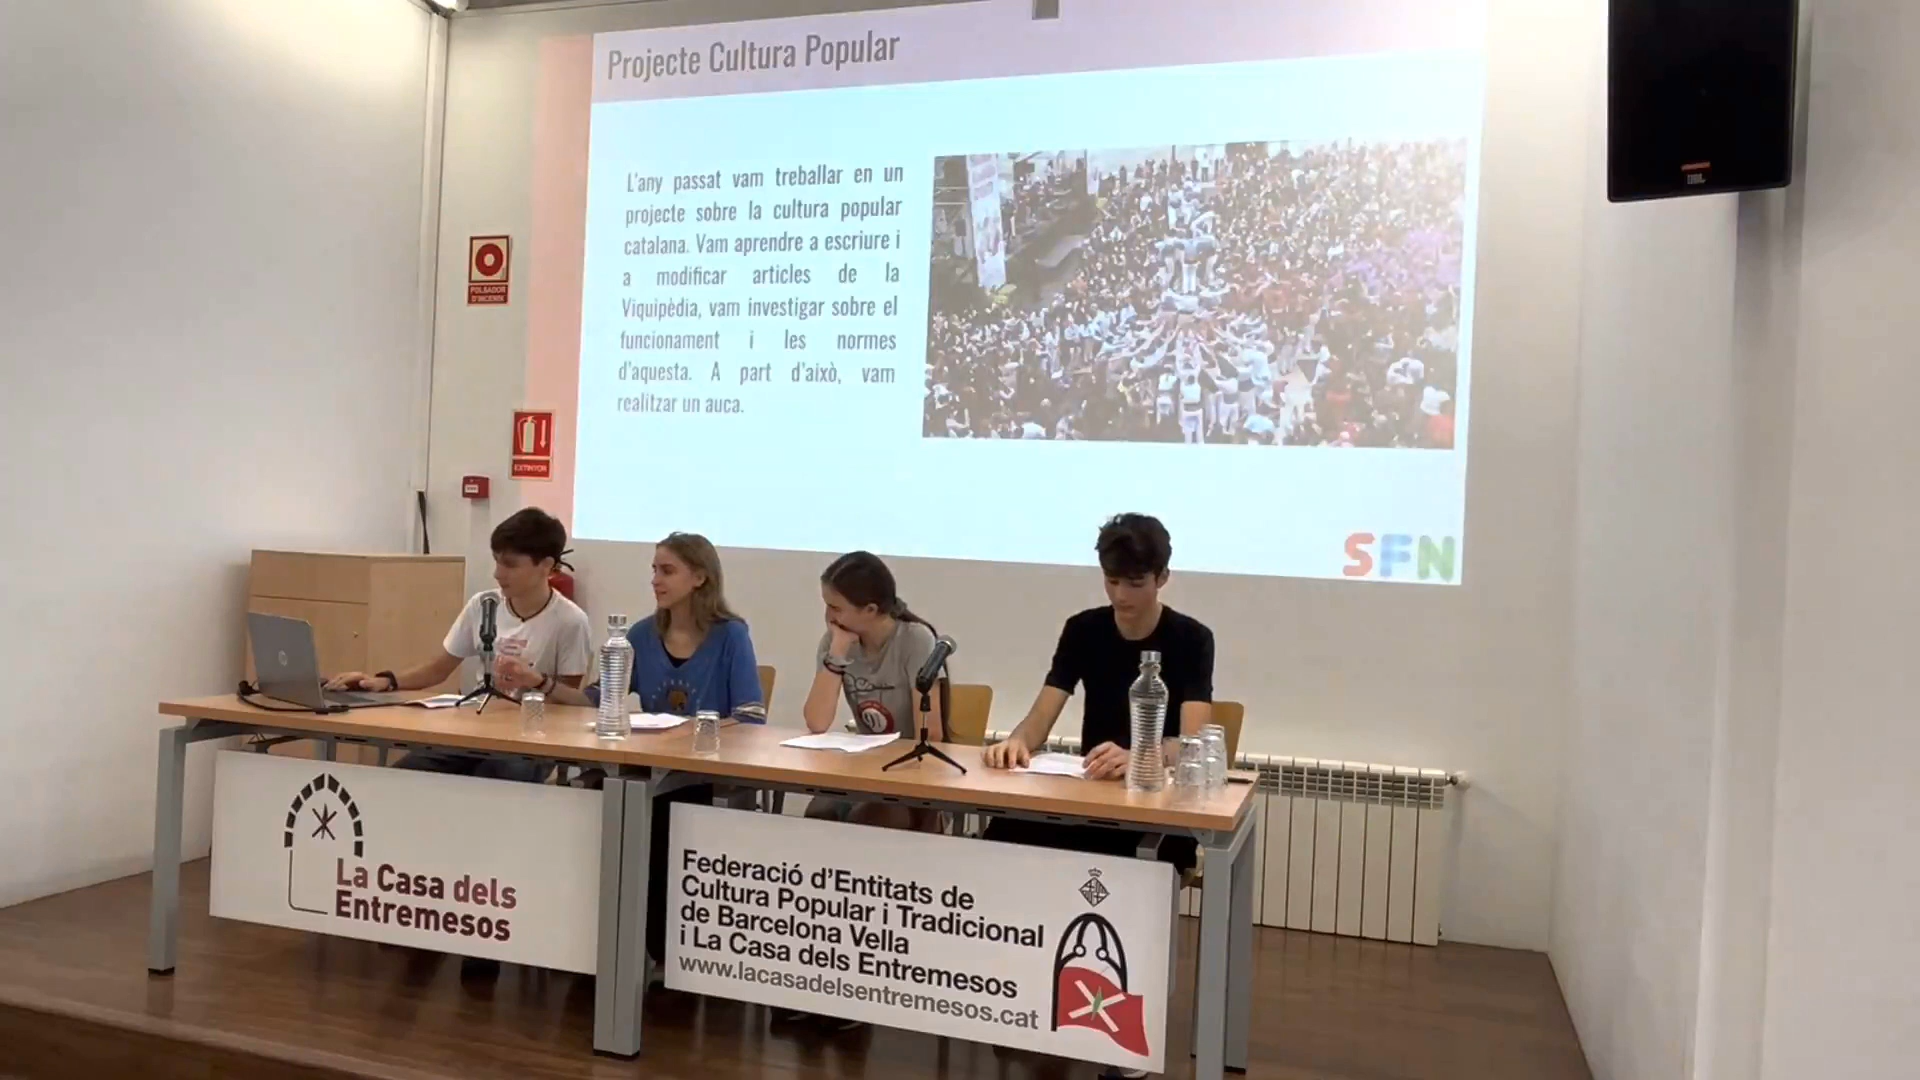 Projecte Cultura Popular
L'any passat vam treballar en un
projecte sobre la cultura popular
catalana. Vam aprendre a escriure i
a modificar articles de la
Viquipèdia, vam investigar sobre el
funcionament i les normes
d'aquesta. A part d'això, vam
realitzar un auca.
SFN
POLSADOR
D'INCENDI
EXTINTOR
JBL
hp
La Casa dels
Entremesos
Federació d'Entitats de
Cultura Popular i Tradicional
de Barcelona Vella
i La Casa dels Entremesos
www.lacasadelsentremesos.cat